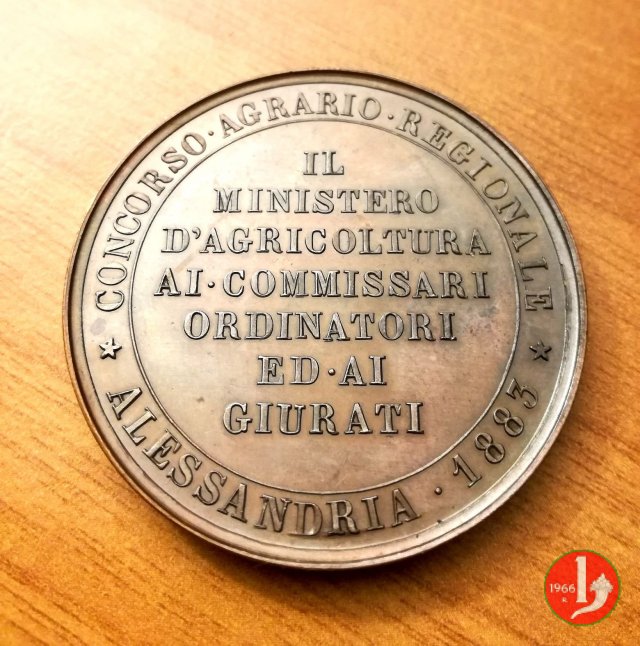 CONCORSO·AGRARIO·REGIONALE
IL
MINISTERO
D'AGRICOLTURA
AI·COMMISSARI
ORDINATORI
ED·AI
GIURATI
ALESSANDRIA·1883
1966
R